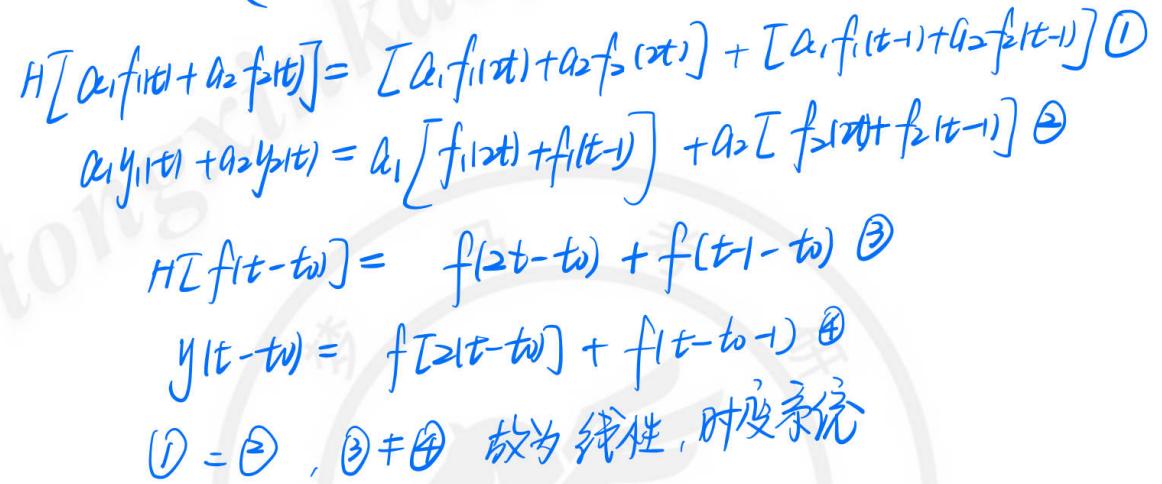 H[a₁f₁(t)+a₂f₂(t)]= [a₁f₁(2t)+a₂f₂(2t)]+[a₁f₁(t-1)+a₂f₂(t-1)]①
a₁y₁(t)+a₂y₂(t)=a₁[f₁(2t)+f₁(t-1)]+a₂[f₂(2t)+f₂(t-1)]②
H[f(t-t₀)]= f(2t-t₀)+f(t-1-t₀)③
y(t-t₀)= f[2(t-t₀)]+f(t-t₀-1)④
①=②,③≠④ 故为线性,时变系统